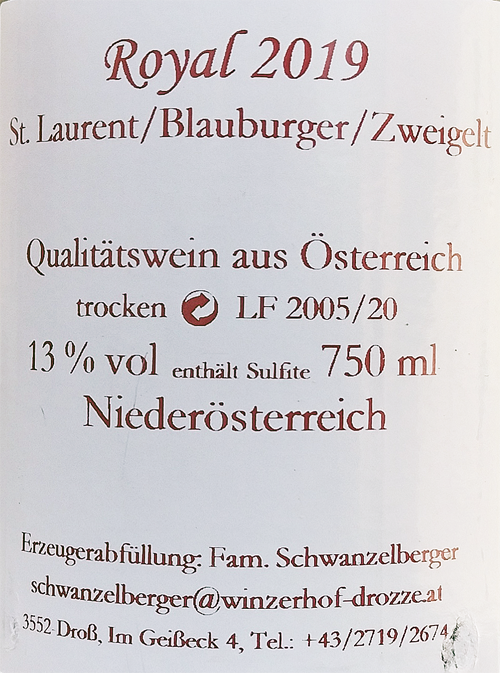 Royal 2019
St. Laurent/Blauburger/Zweigelt
Qualitätswein aus Österreich
trocken LF 2005/20
13 % vol enthält Sulfite 750 ml
Niederösterreich
Erzeugerabfüllung: Fam. Schwanzelberger
schwanzelberger@winzerhof-drozze.at
3552 Droß, Im Geißeck 4, Tel.: +43/2719/2674